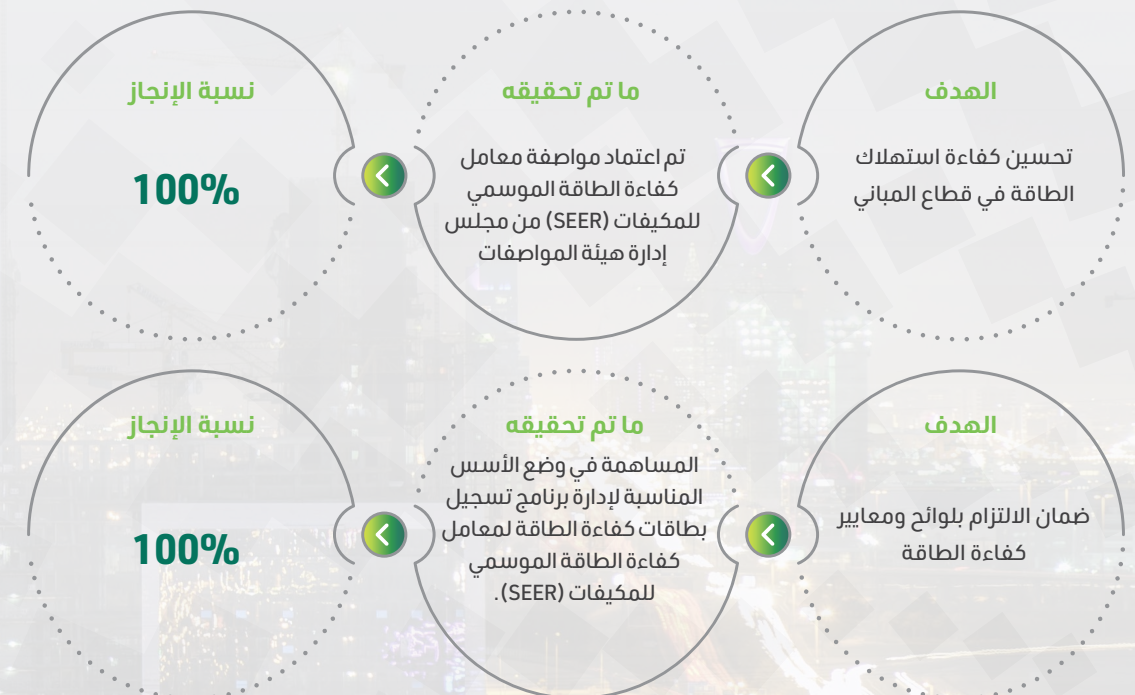 الهدف
تحسين كفاءة استهلاك
الطاقة في قطاع المباني
ما تم تحقيقه
تم اعتماد مواصفة معامل
كفاءة الطاقة الموسمي
للمكيفات (SEER) من مجلس
إدارة هيئة المواصفات
نسبة الإنجاز
100%
الهدف
ضمان الالتزام بلوائح ومعايير
كفاءة الطاقة
ما تم تحقيقه
المساهمة في وضع الأسس
المناسبة لإدارة برنامج تسجيل
بطاقات كفاءة الطاقة لمعامل
كفاءة الطاقة الموسمي
للمكيفات (SEER).
نسبة الإنجاز
100%